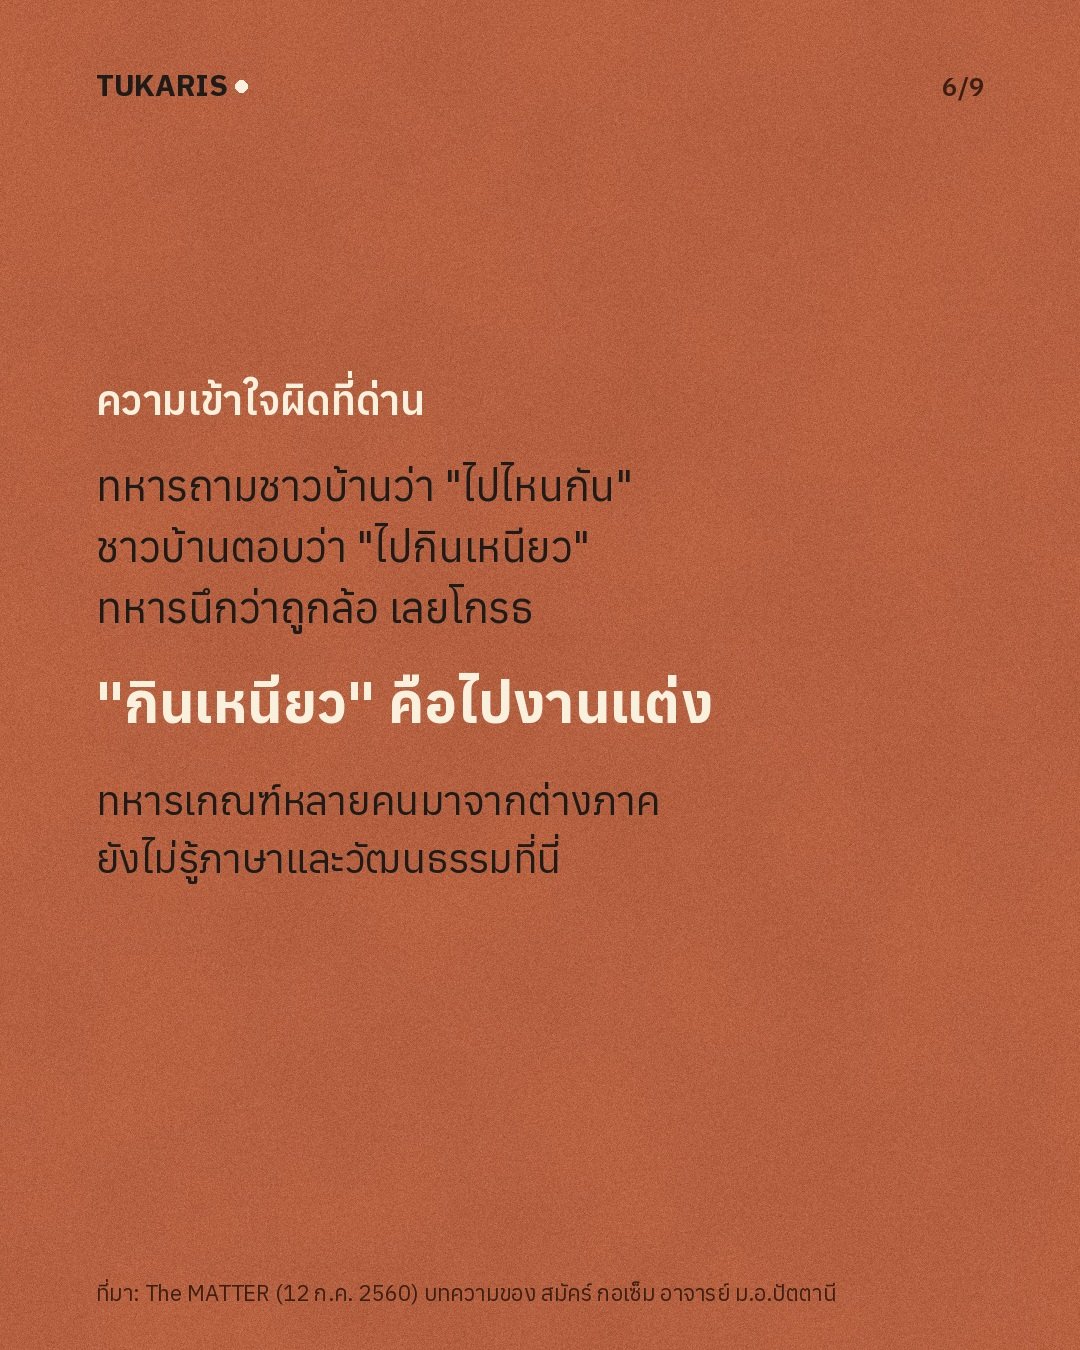 TUKARIS
6/9
ความเข้าใจผิดที่ด่าน
ทหารถามชาวบ้านว่า "ไปไหนกัน"
ชาวบ้านตอบว่า "ไปกินเหนียว"
ทหารนึกว่าถูกล้อ เลยโกรธ
"กินเหนียว" คือไปงานแต่ง
ทหารเกณฑ์หลายคนมาจากต่างภาค
ยังไม่รู้ภาษาและวัฒนธรรมที่นี่
ที่มา: The MATTER (12 ก.ค. 2560) บทความของ สมัคร์ กอเซ็ม อาจารย์ ม.อ.ปัตตานี